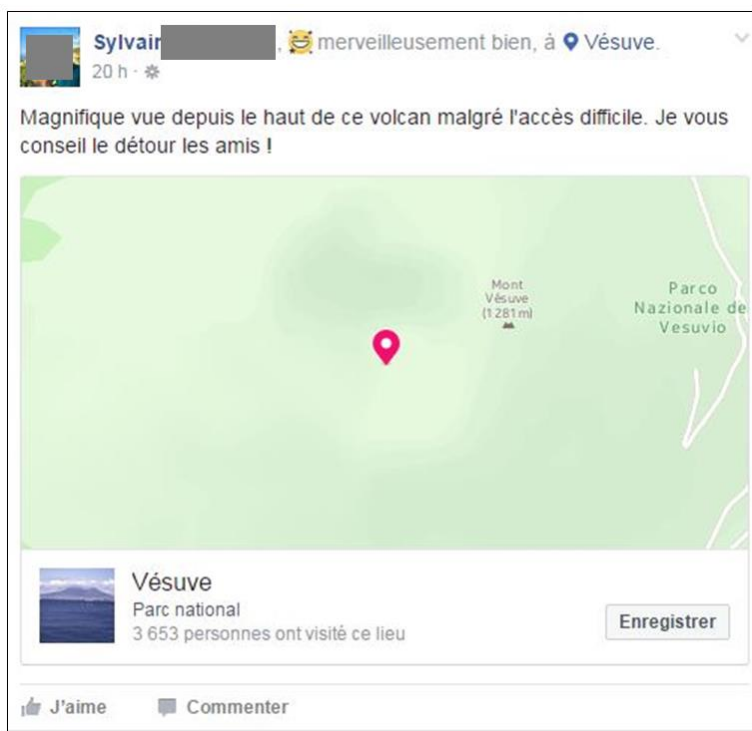 Sylvain , merveilleusement bien, à Vésuve.
20 h ·
Magnifique vue depuis le haut de ce volcan malgré l'accès difficile. Je vous
conseil le détour les amis !
Mont
Vésuve
(1 281 m)
Parco
Nazionale de
Vesuvio
Vésuve
Parc national
3 653 personnes ont visité ce lieu
Enregistrer
J'aime Commenter